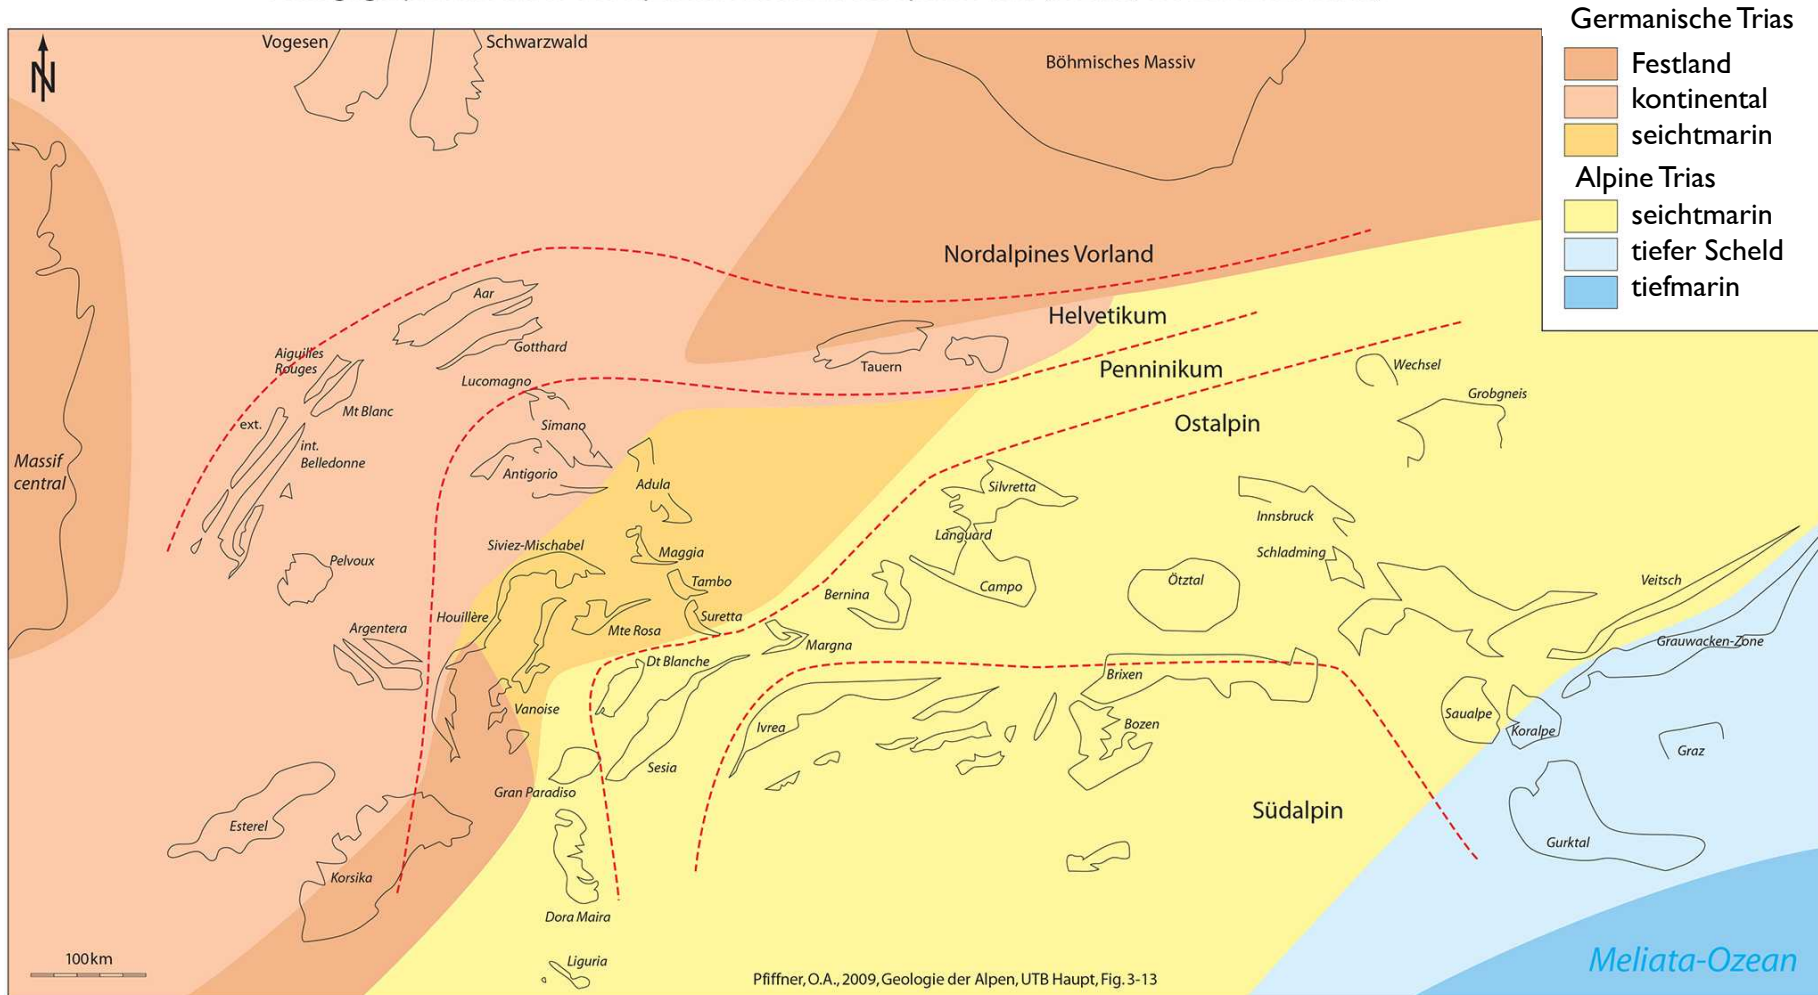 Germanische Trias
Festland
kontinental
seichtmarin
Alpine Trias
seichtmarin
tiefer Scheld
tiefmarin
N
Vogesen
Schwarzwald
Böhmisches Massiv
Nordalpines Vorland
Aar
Helvetikum
Gotthard
Aiguilles
Rouges
Tauern
Wechsel
Penninikum
Lucomagno
Grobgneis
Mt Blanc
ext.
Simano
Ostalpin
int.
Belledonne
Massif
central
Antigorio
Adula
Silvretta
Innsbruck
Languard
Siviez-Mischabel
Maggia
Schladming
Pelvoux
Tambo
Campo
Ötztal
Veitsch
Bernina
Houillère
Suretta
Argentera
Mte Rosa
Margna
Grauwacken-Zone
Dt Blanche
Brixen
Vanoise
Saualpe
Ivrea
Bozen
Koralpe
Graz
Sesia
Gran Paradiso
Südalpin
Esterel
Gurktal
Korsika
Dora Maira
100 km
Liguria
Meliata-Ozean
Pfiffner, O.A., 2009, Geologie der Alpen, UTB Haupt, Fig. 3-13